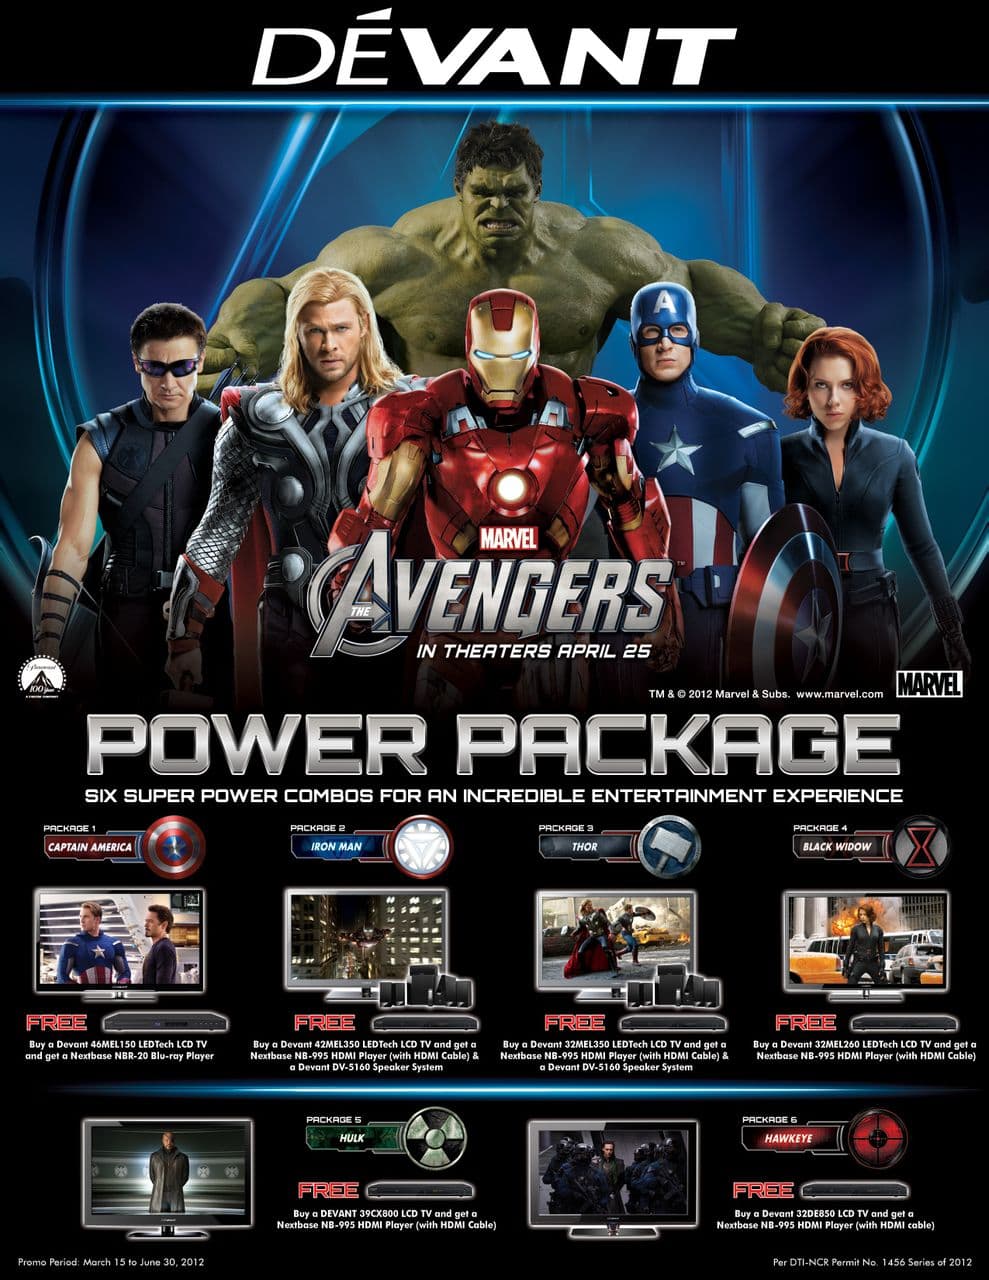 DÉVANT
A
MARVEL
THE AVENGERS
IN THEATERS APRIL 25
Paramount
100 Years
TM & © 2012 Marvel & Subs. www.marvel.com
MARVEL
POWER PACKAGE
SIX SUPER POWER COMBOS FOR AN INCREDIBLE ENTERTAINMENT EXPERIENCE
PACKAGE 1
CAPTAIN AMERICA
FREE
Buy a Devant 46MEL150 LEDTech LCD TV
and get a Nextbase NBR-20 Blu-ray Player
PACKAGE 2
IRON MAN
FREE
Buy a Devant 42MEL350 LEDTech LCD TV and get a
Nextbase NB-995 HDMI Player (with HDMI Cable) &
a Devant DV-5160 Speaker System
PACKAGE 3
THOR
FREE
Buy a Devant 32MEL350 LEDTech LCD TV and get a
Nextbase NB-995 HDMI Player (with HDMI Cable) &
a Devant DV-5160 Speaker System
PACKAGE 4
BLACK WIDOW
FREE
Buy a Devant 32MEL260 LEDTech LCD TV and get a
Nextbase NB-995 HDMI Player (with HDMI Cable)
PACKAGE 5
HULK
FREE
Buy a DEVANT 39CX800 LCD TV and get a
Nextbase NB-995 HDMI Player (with HDMI Cable)
PACKAGE 6
HAWKEYE
FREE
Buy a Devant 32DE850 LCD TV and get a
Nextbase NB-995 HDMI Player (with HDMI cable)
Promo Period: March 15 to June 30, 2012
Per DTI-NCR Permit No. 1456 Series of 2012